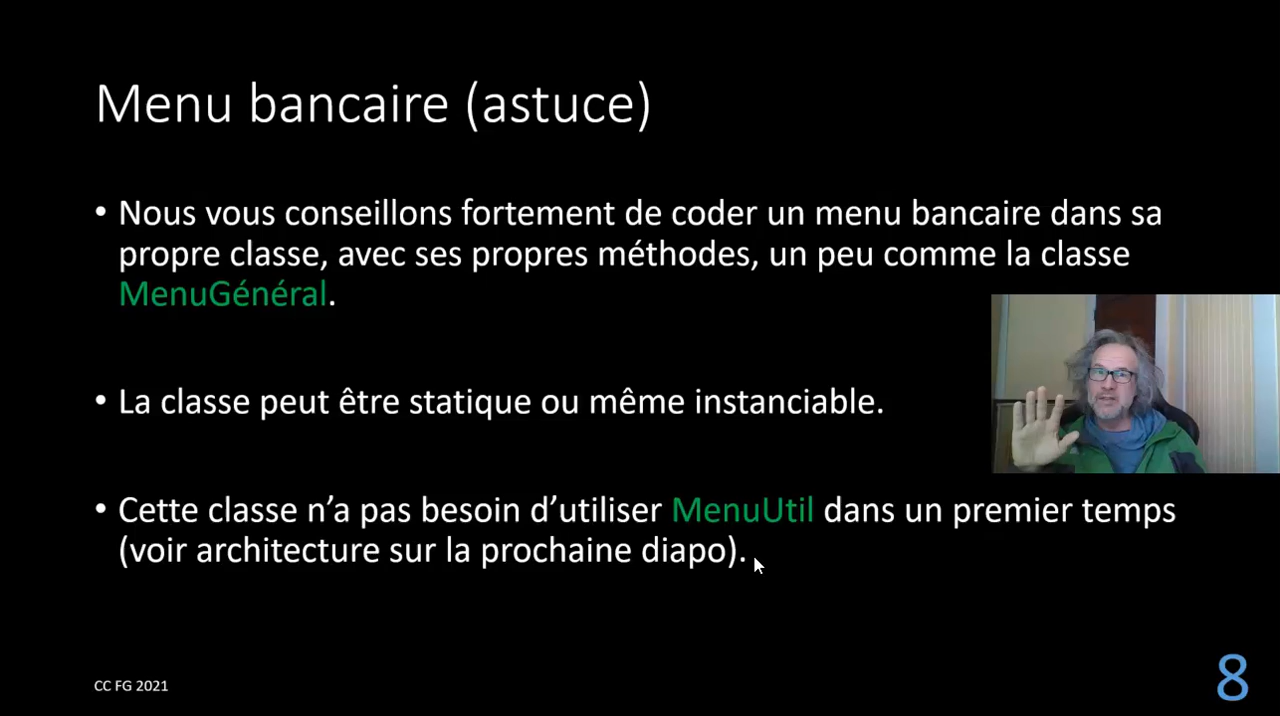 Menu bancaire (astuce)
• Nous vous conseillons fortement de coder un menu bancaire dans sa
propre classe, avec ses propres méthodes, un peu comme la classe
MenuGénéral.
• La classe peut être statique ou même instanciable.
• Cette classe n’a pas besoin d’utiliser MenuUtil dans un premier temps
(voir architecture sur la prochaine diapo).
CC FG 2021
8